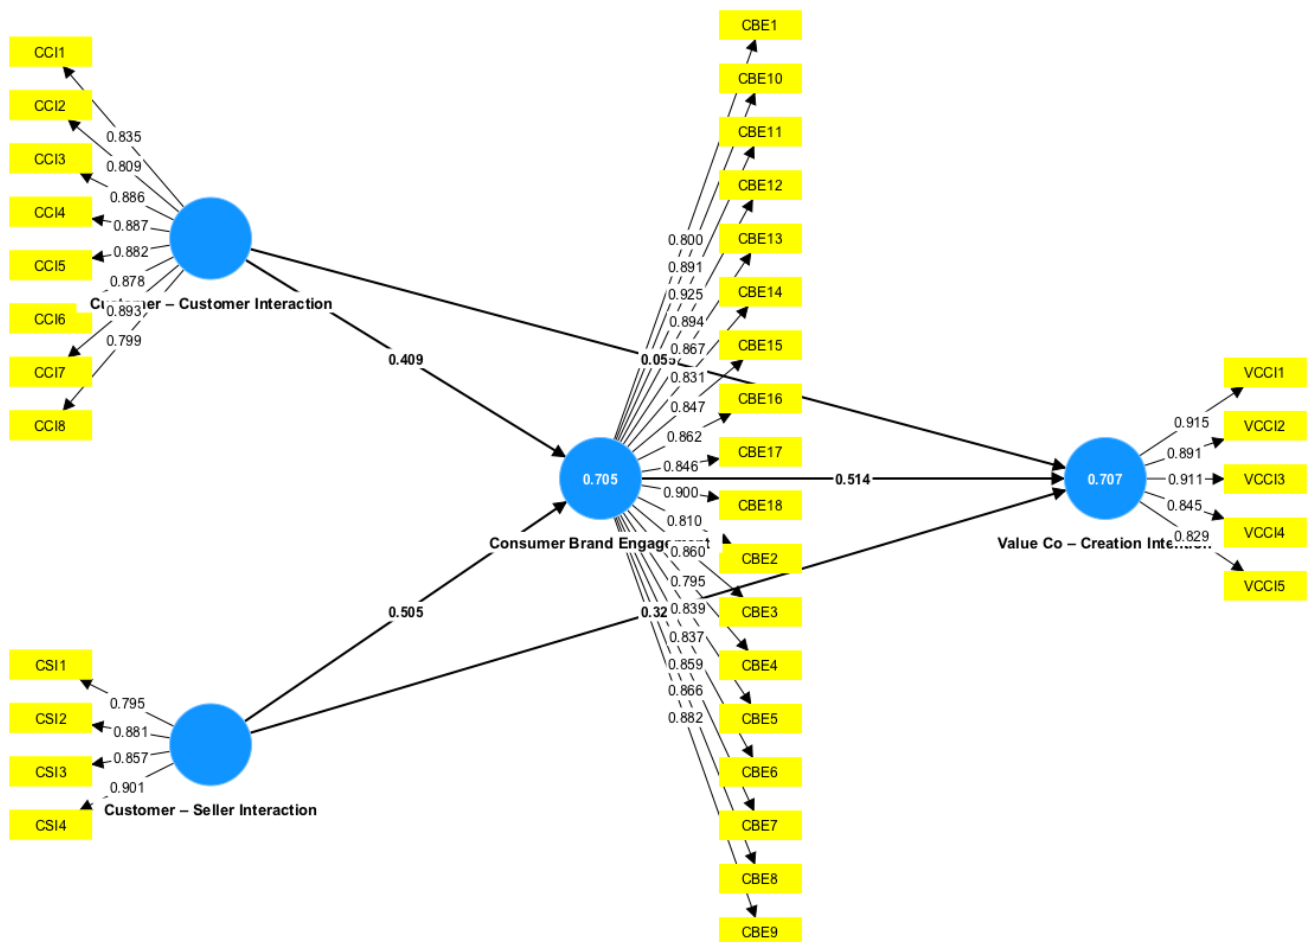 CCI1
CCI2
CCI3
CCI4
CCI5
CCI6
CCI7
CCI8
0.835
0.809
0.886
0.887
0.882
0.878
0.893
0.799
– Customer Interaction
0.409
0.505
CSI1
CSI2
CSI3
CSI4
0.795
0.881
0.857
0.901
Customer – Seller Interaction
CBE1
CBE10
CBE11
CBE12
CBE13
CBE14
CBE15
CBE16
CBE17
CBE18
CBE2
CBE3
CBE4
CBE5
CBE6
CBE7
CBE8
CBE9
0.800
0.891
0.925
0.894
0.867
0.831
0.847
0.862
0.846
0.900
0.810
0.860
0.795
0.839
0.837
0.859
0.866
0.882
0.705
Consumer Brand Engagement
0.514
0.707
Value Co – Creation Intention
0.915
0.891
0.911
0.845
0.829
VCCI1
VCCI2
VCCI3
VCCI4
VCCI5